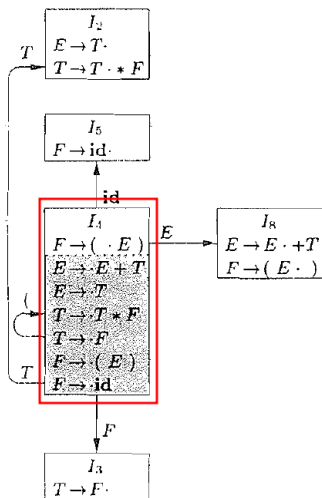 I₂
E → T·
T
T → T · * F
I₅
F → id·
id
I₄
F → ( · E )
E
I₈
E → E · + T
F → ( E · )
E → · E + T
E → · T
(
T → · T * F
T → · F
F → · ( E )
T
F → · id
F
I₃
T → F ·